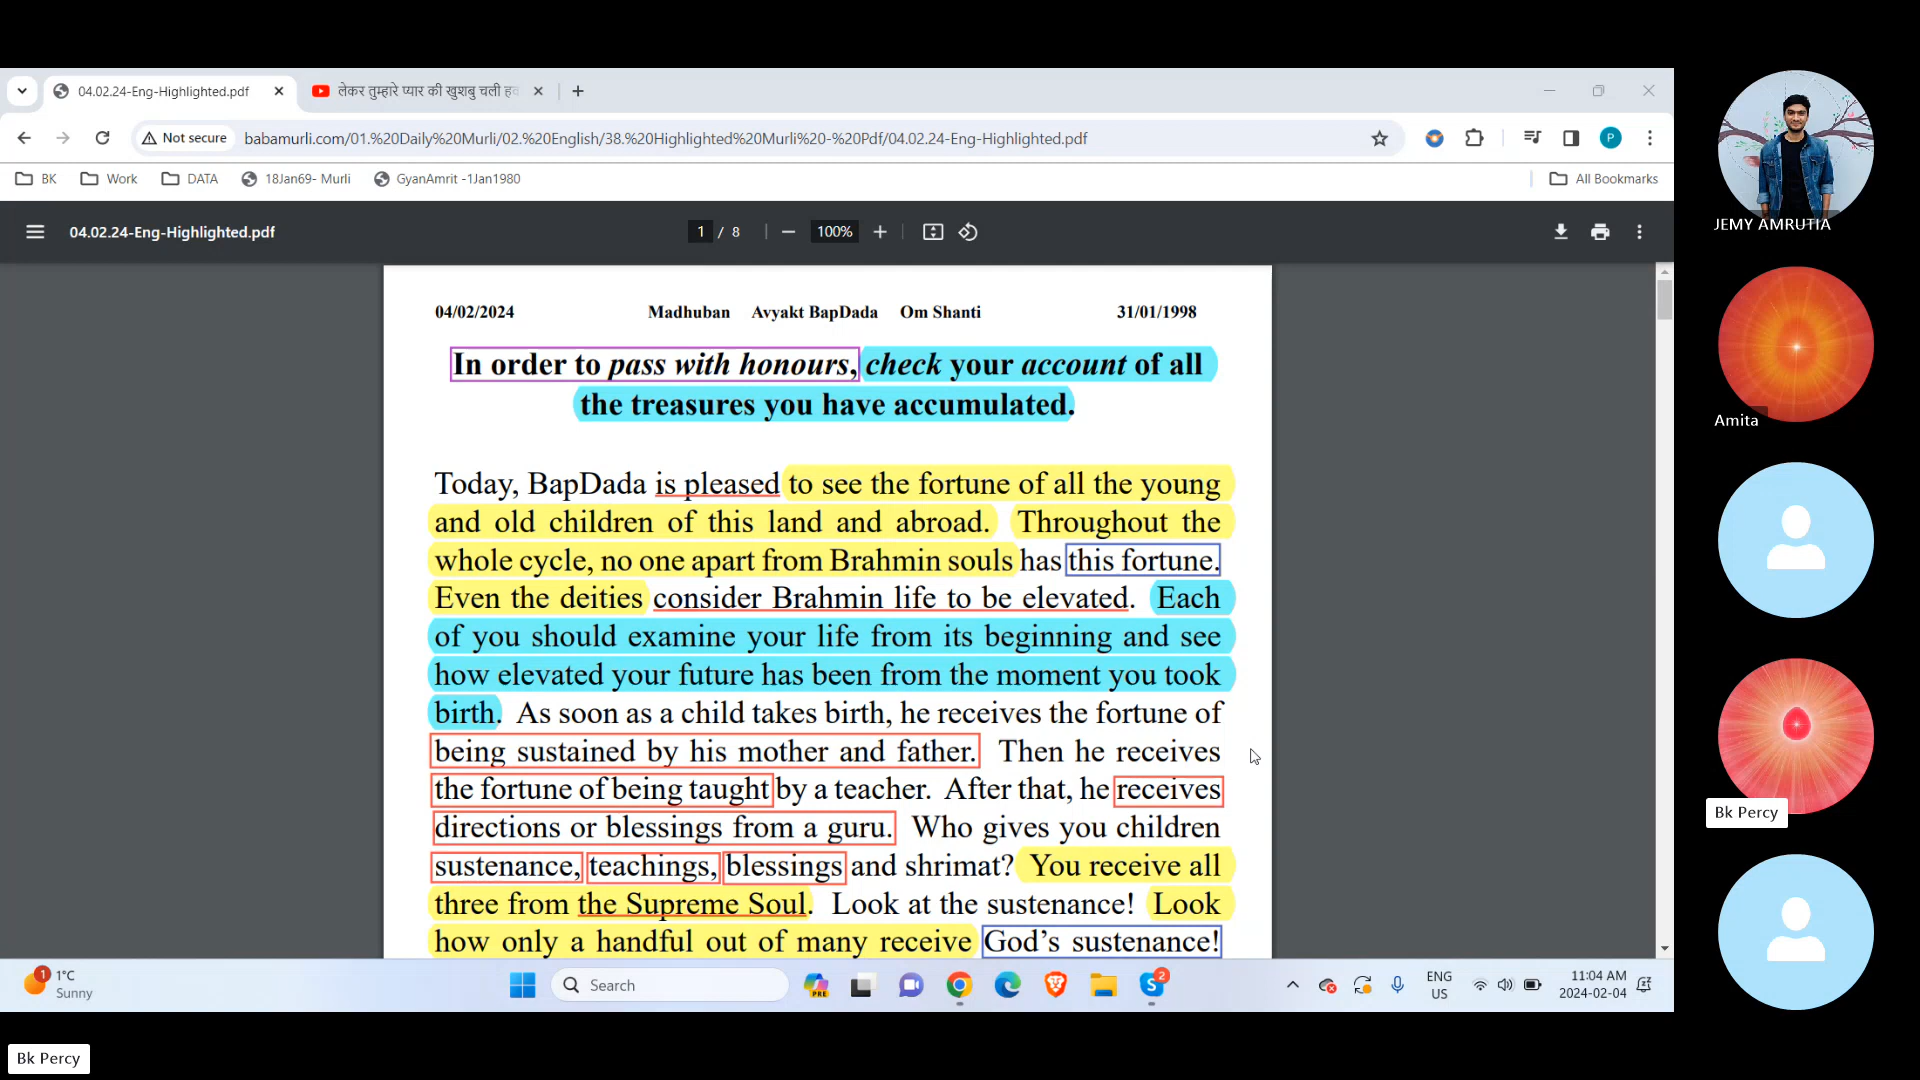 04.02.24-Eng-Highlighted.pdf
लेकर तुम्हारे प्यार की खुशबु चली हव
Not secure
babamurli.com/01.%20Daily%20Murli/02.%20English/38.%20Highlighted%20Murli%20-%20Pdf/04.02.24-Eng-Highlighted.pdf
P
BK Work DATA 18Jan69- Murli GyanAmrit -1Jan1980 All Bookmarks
04.02.24-Eng-Highlighted.pdf 1 / 8 100%
04/02/2024 Madhuban Avyakt BapDada Om Shanti 31/01/1998
In order to pass with honours, check your account of all
the treasures you have accumulated.
Today, BapDada is pleased to see the fortune of all the young
and old children of this land and abroad. Throughout the
whole cycle, no one apart from Brahmin souls has this fortune.
Even the deities consider Brahmin life to be elevated. Each
of you should examine your life from its beginning and see
how elevated your future has been from the moment you took
birth. As soon as a child takes birth, he receives the fortune of
being sustained by his mother and father. Then he receives
the fortune of being taught by a teacher. After that, he receives
directions or blessings from a guru. Who gives you children
sustenance, teachings, blessings and shrimat? You receive all
three from the Supreme Soul. Look at the sustenance! Look
how only a handful out of many receive God's sustenance!
1
1°C
Sunny
Search
PRE
S
2
ENG
US
11:04 AM
2024-02-04
JEMY AMRUTIA
Amita
Bk Percy
Bk Percy